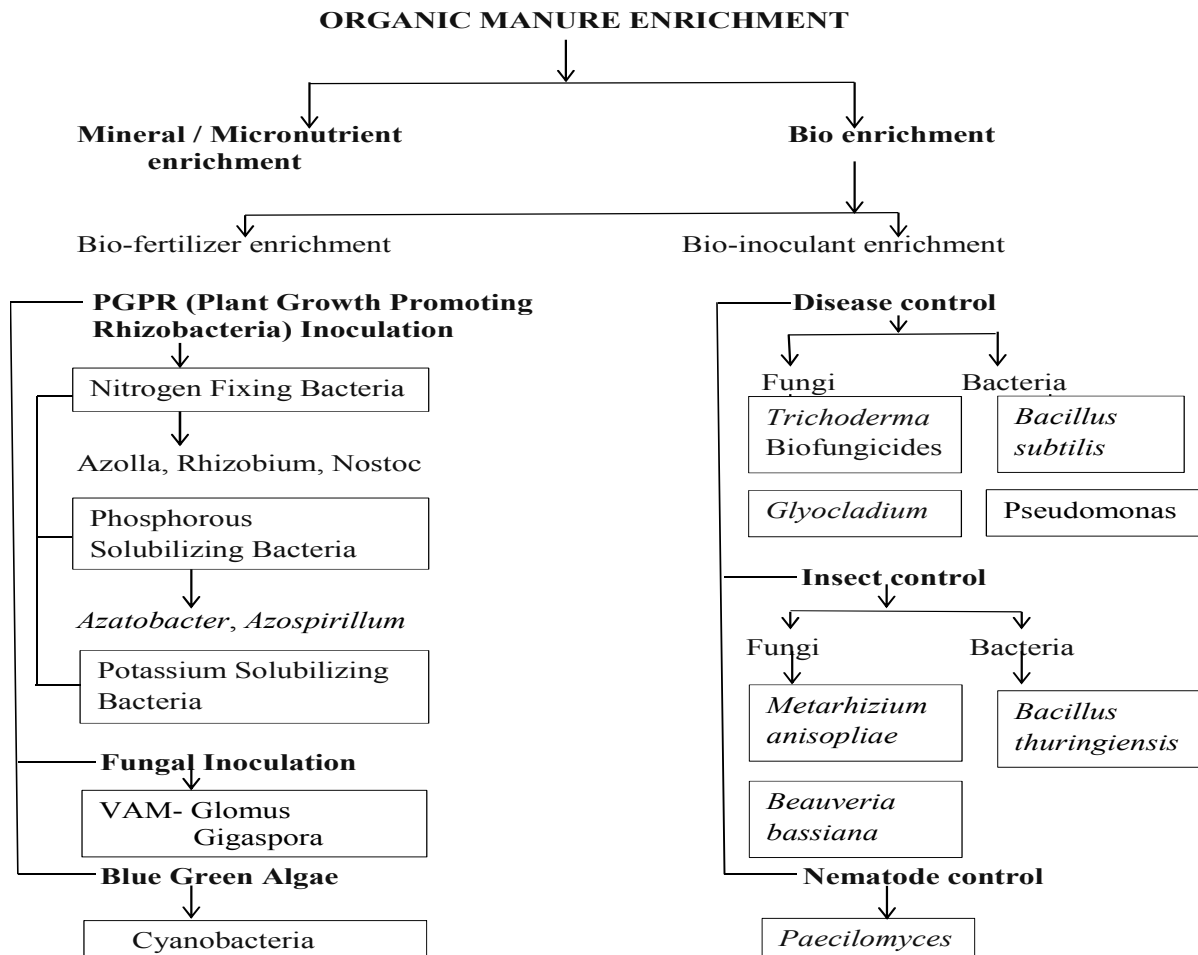 ORGANIC MANURE ENRICHMENT
Mineral / Micronutrient
enrichment
Bio enrichment
Bio-fertilizer enrichment
Bio-inoculant enrichment
PGPR (Plant Growth Promoting
Rhizobacteria) Inoculation
Nitrogen Fixing Bacteria
Azolla, Rhizobium, Nostoc
Phosphorous
Solubilizing Bacteria
Azatobacter, Azospirillum
Potassium Solubilizing
Bacteria
Fungal Inoculation
VAM- Glomus
Gigaspora
Blue Green Algae
Cyanobacteria
Disease control
Fungi
Bacteria
Trichoderma
Biofungicides
Bacillus
subtilis
Glyocladium
Pseudomonas
Insect control
Fungi
Bacteria
Metarhizium
anisopliae
Bacillus
thuringiensis
Beauveria
bassiana
Nematode control
Paecilomyces